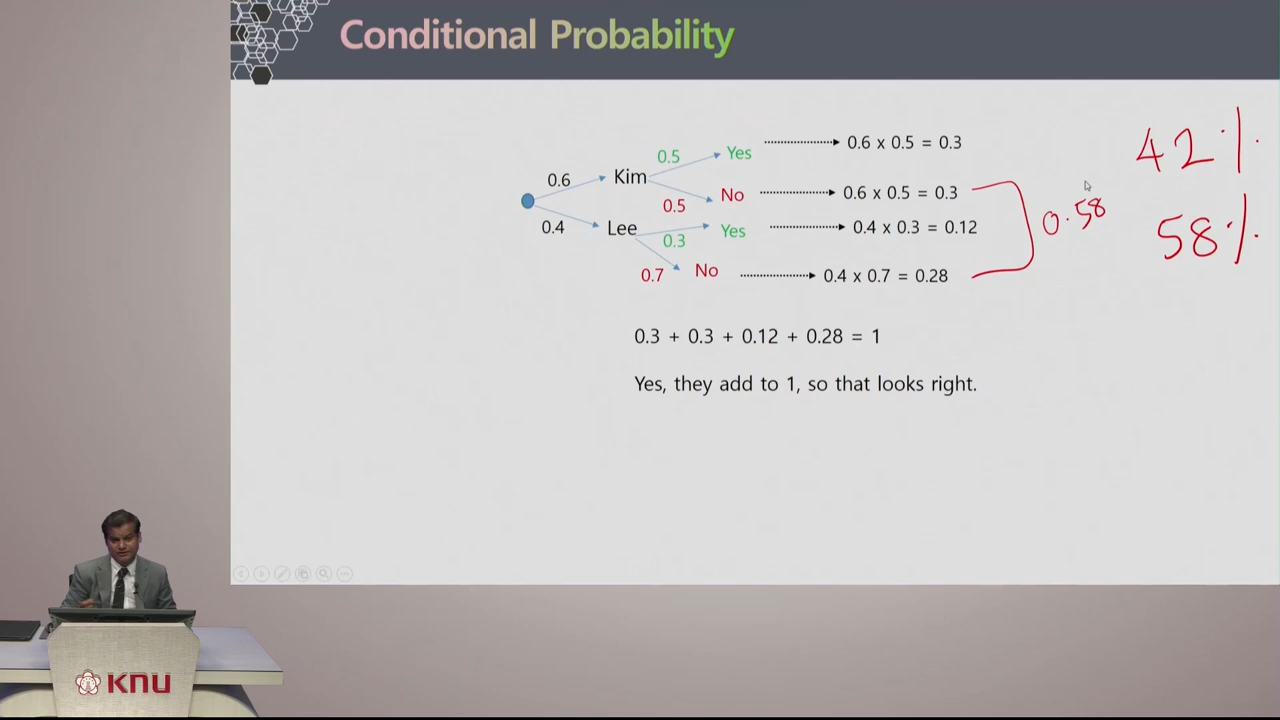 Conditional Probability
0.6
0.4
Kim
Lee
0.5
0.5
0.3
0.7
Yes
No
Yes
No
0.6 x 0.5 = 0.3
0.6 x 0.5 = 0.3
0.4 x 0.3 = 0.12
0.4 x 0.7 = 0.28
0.58
42%
58%
0.3 + 0.3 + 0.12 + 0.28 = 1
Yes, they add to 1, so that looks right.
KNU